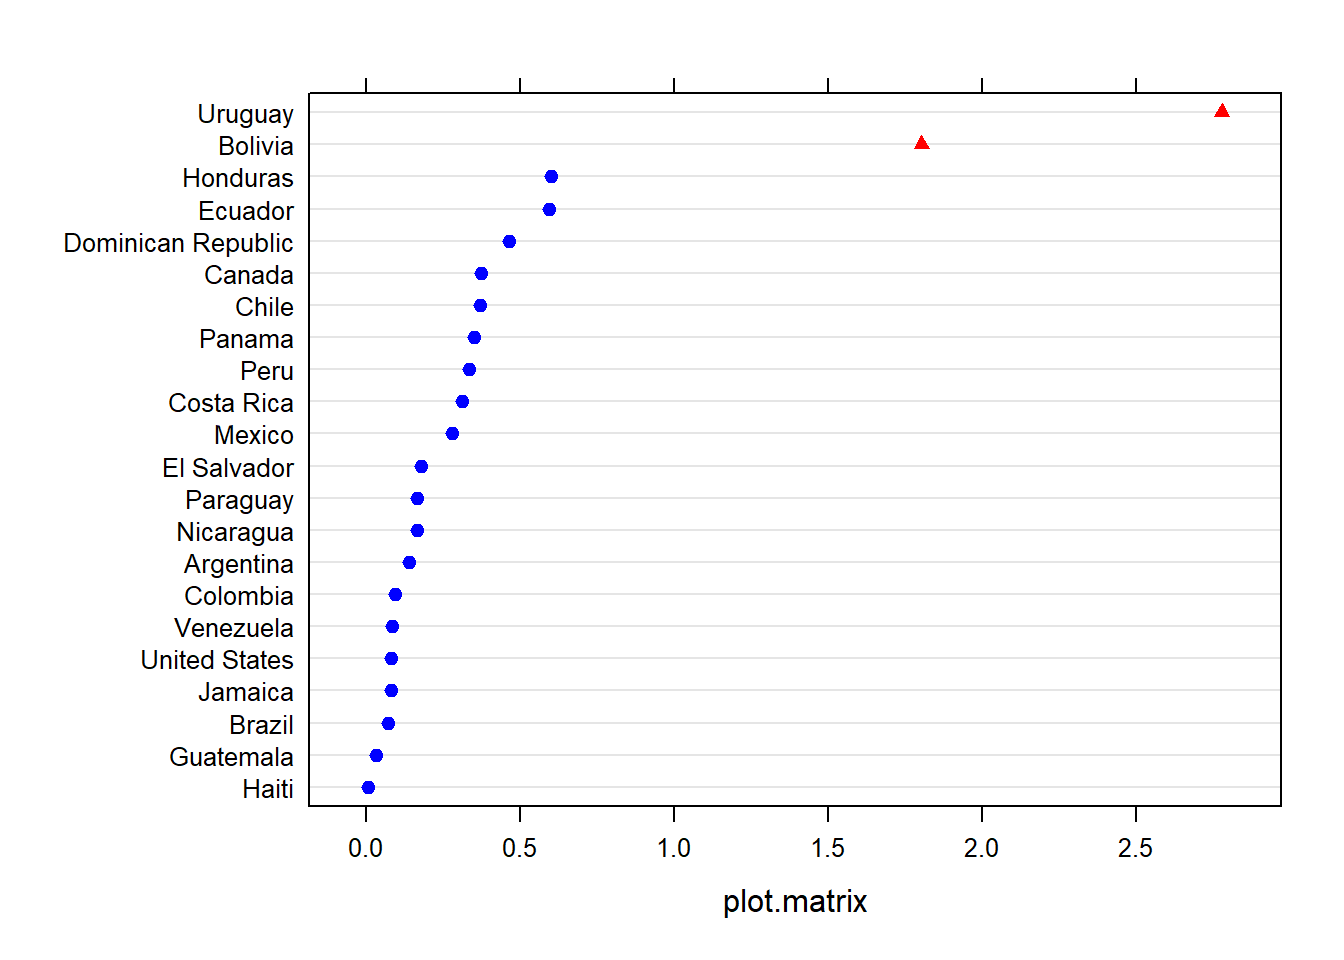 Uruguay
Bolivia
Honduras
Ecuador
Dominican Republic
Canada
Chile
Panama
Peru
Costa Rica
Mexico
El Salvador
Paraguay
Nicaragua
Argentina
Colombia
Venezuela
United States
Jamaica
Brazil
Guatemala
Haiti
0.0 0.5 1.0 1.5 2.0 2.5
plot.matrix